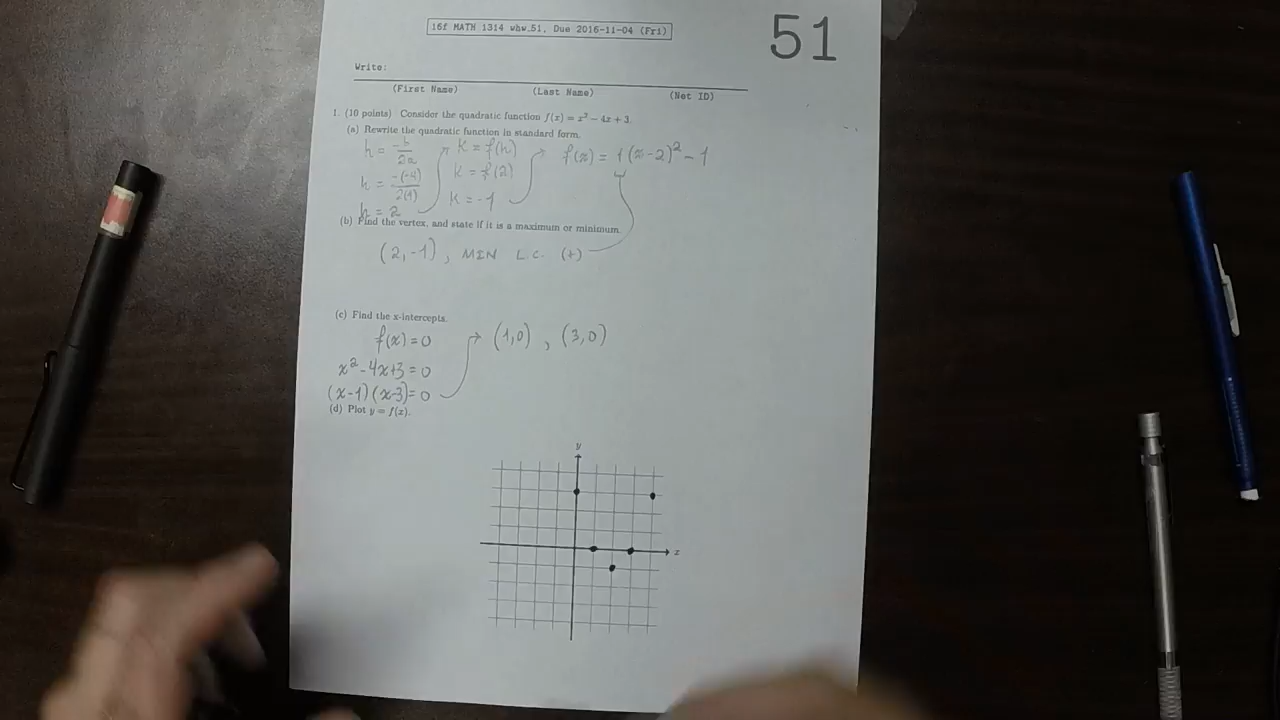 16f MATH 1314 whw.51, Due 2016-11-04 (Fri)
51
Write:
(First Name) (Last Name) (Net ID)
1. (10 points) Consider the quadratic function f(x) = x² − 4x + 3.
(a) Rewrite the quadratic function in standard form.
h = -b/2a
h = -(-4)/2(1)
h = 2
k = f(h)
k = f(2)
k = -1
f(x) = 1(x-2)² - 1
(b) Find the vertex, and state if it is a maximum or minimum.
(2,-1), MIN L.C. (+)
(c) Find the x-intercepts.
f(x) = 0
x² - 4x+3 = 0
(x-1)(x-3)= 0
(1,0) , (3,0)
(d) Plot y = f(x).
y
x